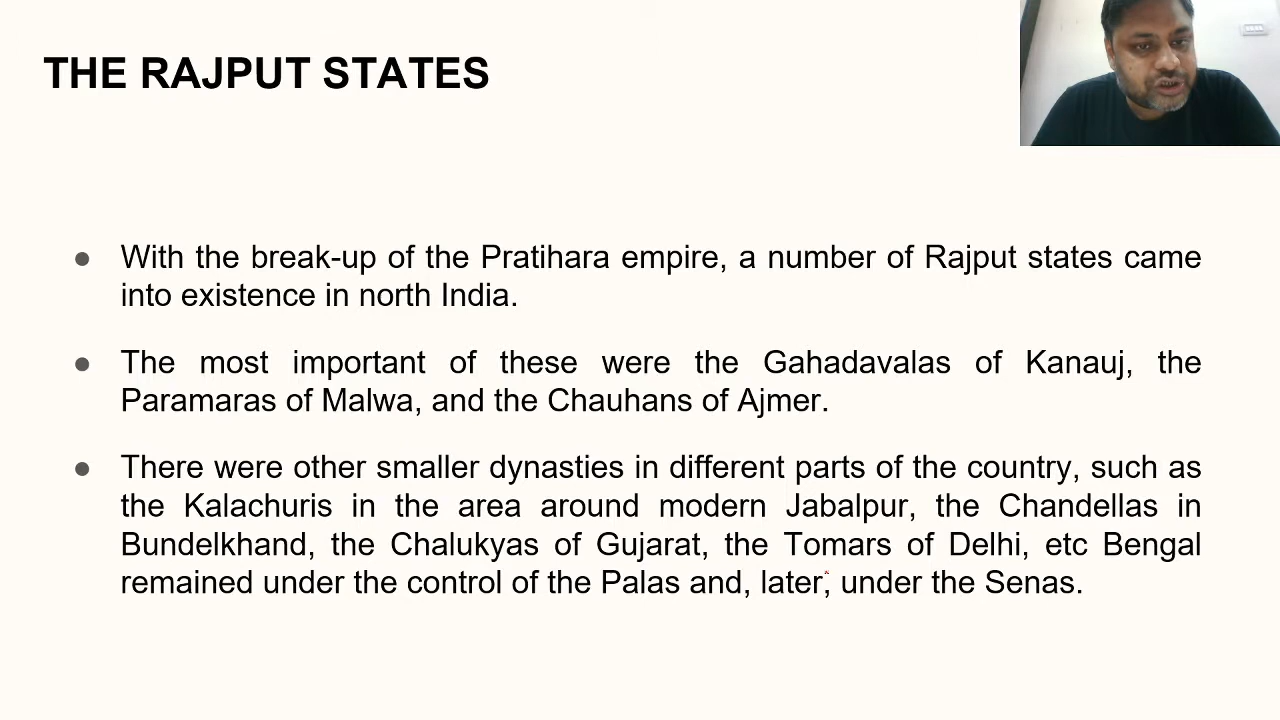 THE RAJPUT STATES
● With the break-up of the Pratihara empire, a number of Rajput states came
into existence in north India.
● The most important of these were the Gahadavalas of Kanauj, the
Paramaras of Malwa, and the Chauhans of Ajmer.
● There were other smaller dynasties in different parts of the country, such as
the Kalachuris in the area around modern Jabalpur, the Chandellas in
Bundelkhand, the Chalukyas of Gujarat, the Tomars of Delhi, etc Bengal
remained under the control of the Palas and, later, under the Senas.